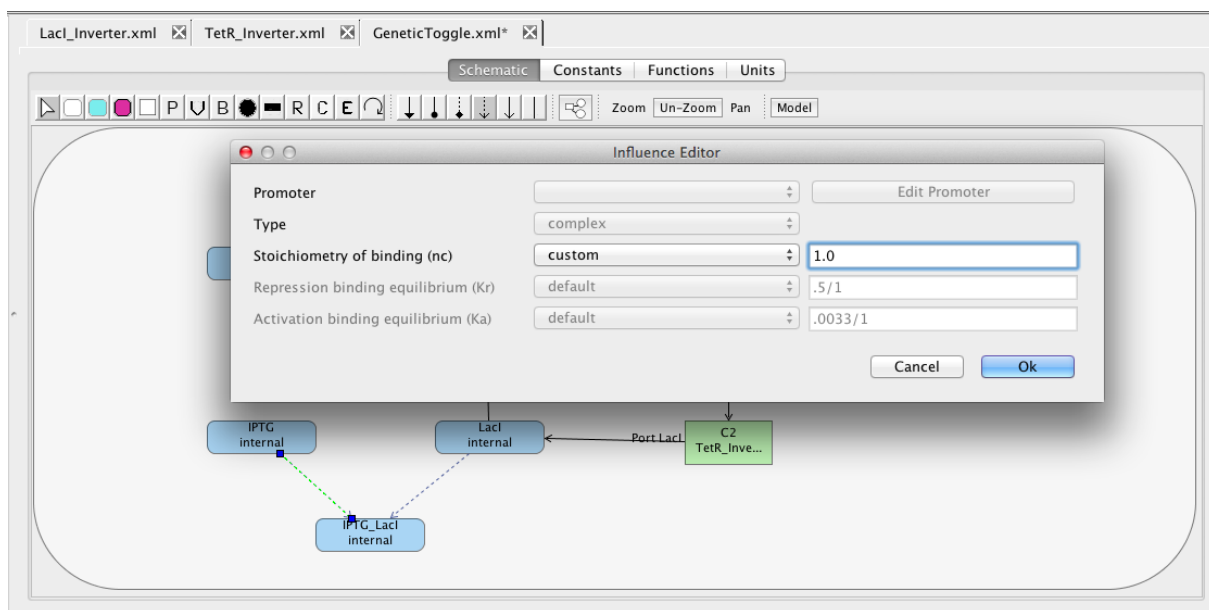 LacI_Inverter.xml TetR_Inverter.xml GeneticToggle.xml*
Schematic Constants Functions Units
P V B R C E Zoom Un-Zoom Pan Model
Influence Editor
Promoter Edit Promoter
Type complex
Stoichiometry of binding (nc) custom 1.0
Repression binding equilibrium (Kr) default .5/1
Activation binding equilibrium (Ka) default .0033/1
Cancel Ok
IPTG
internal
LacI
internal
Port LacI
C2
TetR_Inve...
IPTG_LacI
internal